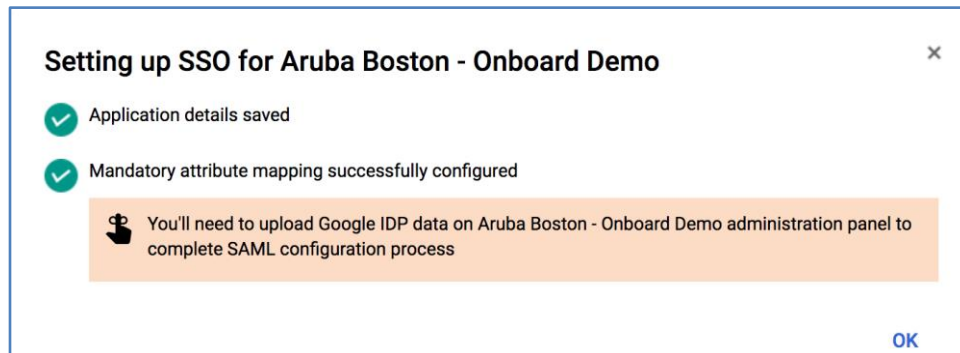 Setting up SSO for Aruba Boston - Onboard Demo
×
Application details saved
Mandatory attribute mapping successfully configured
You'll need to upload Google IDP data on Aruba Boston - Onboard Demo administration panel to
complete SAML configuration process
OK